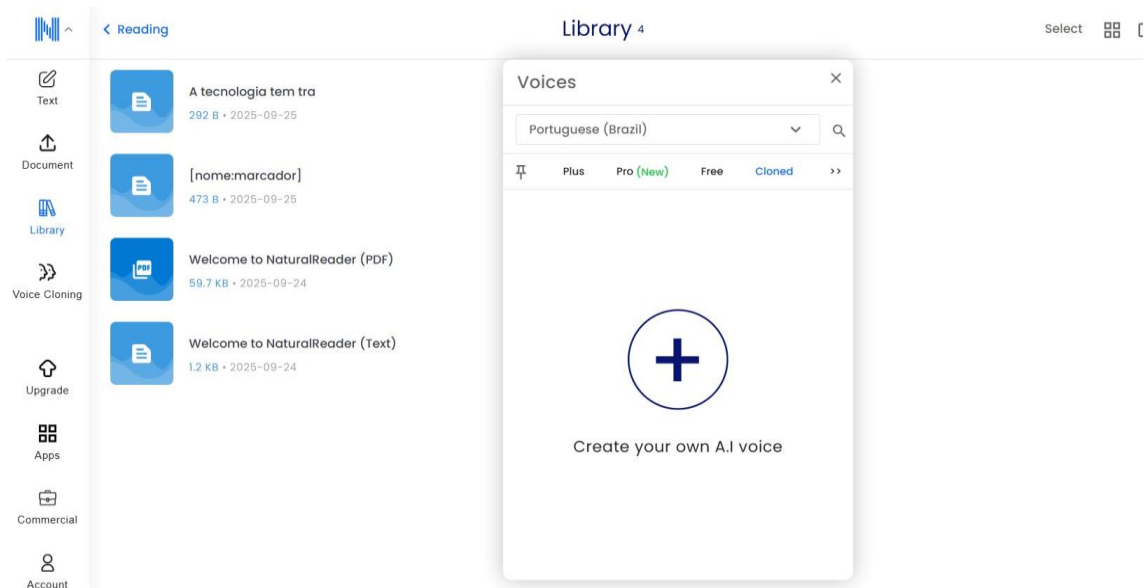 Reading
Library 4
Select
Text
Document
Library
Voice Cloning
Upgrade
Apps
Commercial
Account
A tecnologia tem tra
292 B • 2025-09-25
[nome:marcador]
473 B • 2025-09-25
PDF
Welcome to NaturalReader (PDF)
59.7 KB • 2025-09-24
Welcome to NaturalReader (Text)
1.2 KB • 2025-09-24
Voices
Portuguese (Brazil)
Plus Pro (New) Free Cloned >>
Create your own A.I voice